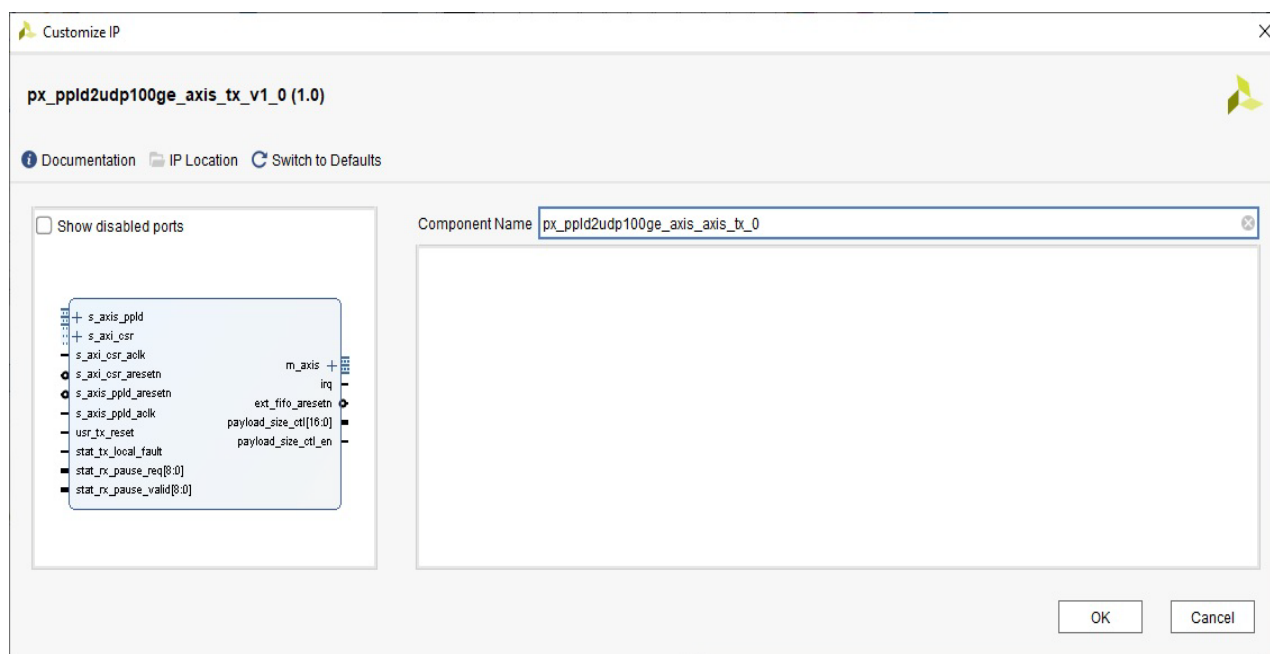 Customize IP
px_ppld2udp100ge_axis_tx_v1_0 (1.0)
Documentation IP Location Switch to Defaults
Show disabled ports
Component Name px_ppld2udp100ge_axis_axis_tx_0
s_axis_ppld
s_axi_csr
s_axi_csr_aclk
s_axi_csr_aresetn
s_axis_ppld_aresetn
s_axis_ppld_aclk
usr_tx_reset
stat_tx_local_fault
stat_rx_pause_req[8:0]
stat_rx_pause_valid[8:0]
m_axis
irq
ext_fifo_aresetn
payload_size_ctl[16:0]
payload_size_ctl_en
OK Cancel